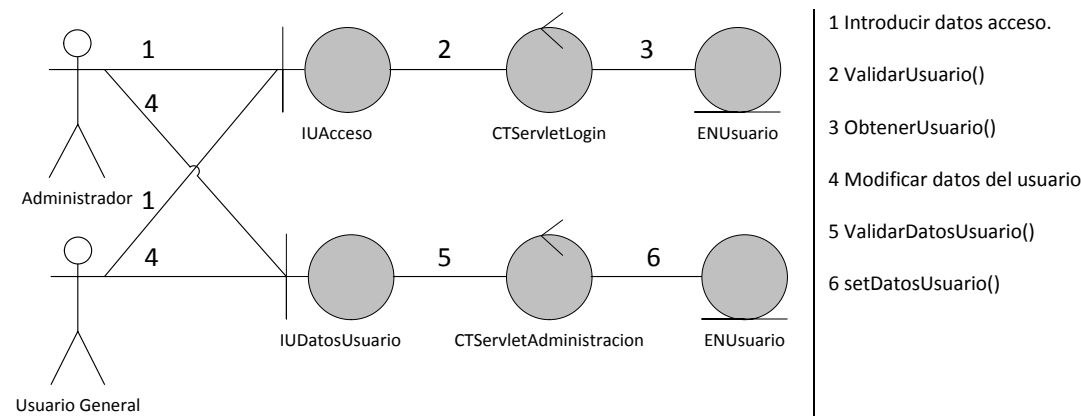 1
2
3
4
IUAcceso
CTServletLogin
ENUsuario
Administrador
1
4
5
6
IUDatosUsuario
CTServletAdministracion
ENUsuario
Usuario General
1 Introducir datos acceso.
2 ValidarUsuario()
3 ObtenerUsuario()
4 Modificar datos del usuario
5 ValidarDatosUsuario()
6 setDatosUsuario()